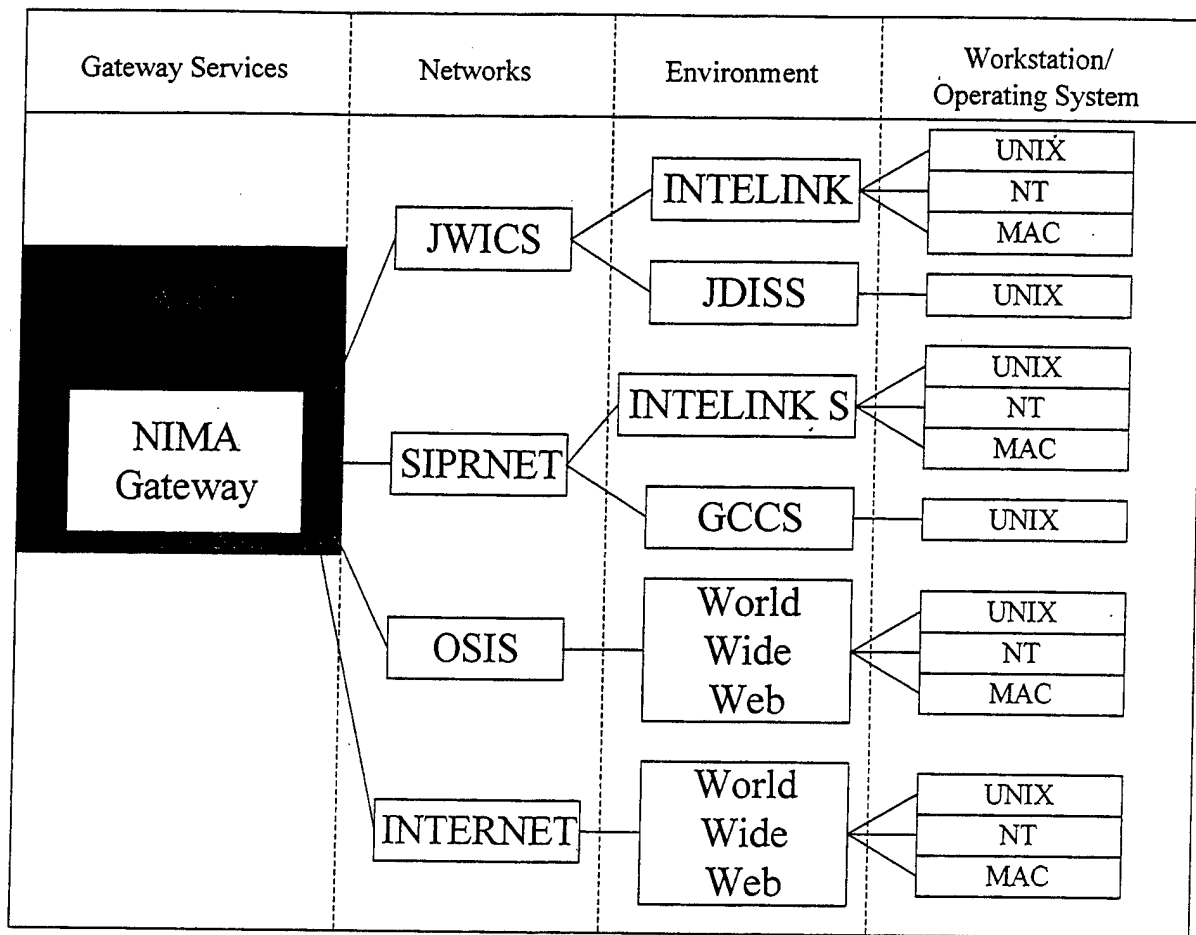 Gateway Services
Networks
Environment
Workstation/
Operating System
NIMA
Gateway
JWICS
INTELINK
UNIX
NT
MAC
JDISS
UNIX
SIPRNET
INTELINK S
UNIX
NT
MAC
GCCS
UNIX
OSIS
World
Wide
Web
UNIX
NT
MAC
INTERNET
World
Wide
Web
UNIX
NT
MAC